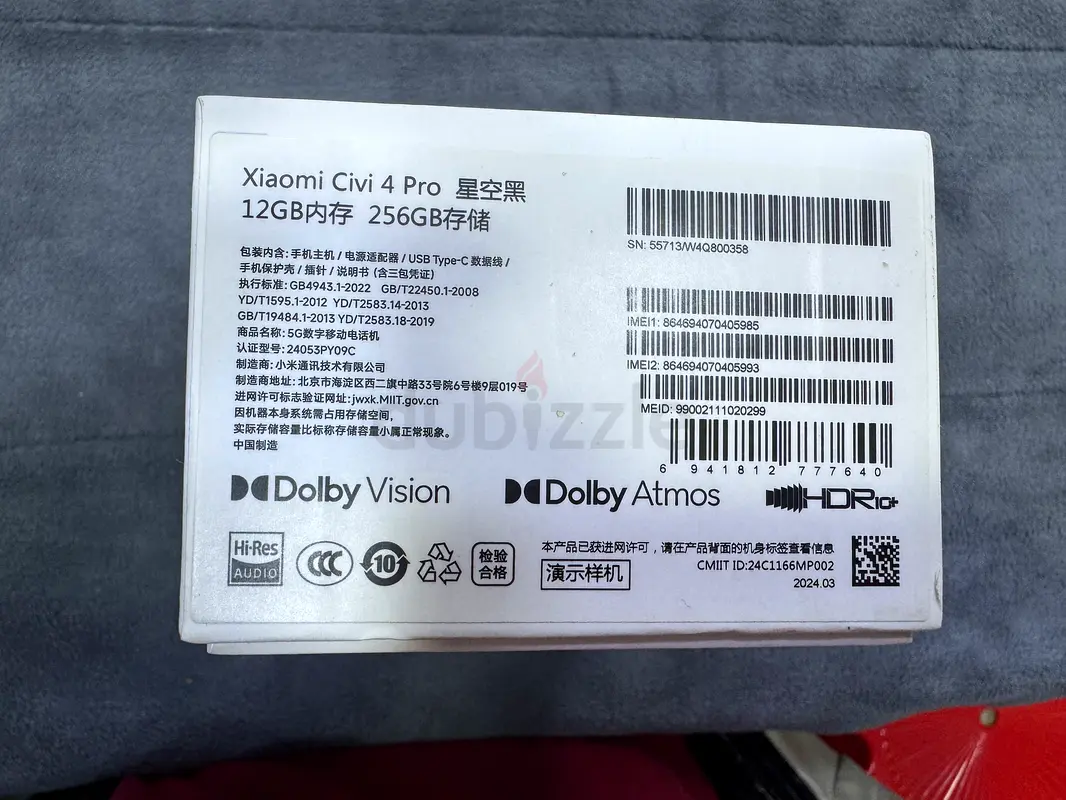 Xiaomi Civi 4 Pro 星空黑
12GB内存 256GB存储
包装内含: 手机主机 / 电源适配器 / USB Type-C 数据线 /
手机保护壳 / 插针 / 说明书 (含三包凭证)
执行标准: GB4943.1-2022 GB/T22450.1-2008
YD/T1595.1-2012 YD/T2583.14-2013
GB/T19484.1-2013 YD/T2583.18-2019
商品名称: 5G数字移动电话机
认证型号: 24053PY09C
制造商: 小米通讯技术有限公司
制造商地址: 北京市海淀区西二旗中路33号院6号楼9层019号
进网许可标志验证网址: jwxk.MIIT.gov.cn
因机器本身系统需占用存储空间,
实际存储容量比标称存储容量小属正常现象。
中国制造
SN: 55713/W4Q800358
IMEI1: 864694070405985
IMEI2: 864694070405993
MEID: 99002111020299
6 941812 777640
dubizzle
Dolby Vision
Dolby Atmos
HDR10+
Hi-Res
AUDIO
CCC
10
检验
合格
本产品已获进网许可，请在产品背面的机身标签查看信息
演示样机
CMIIT ID:24C1166MP002
2024.03